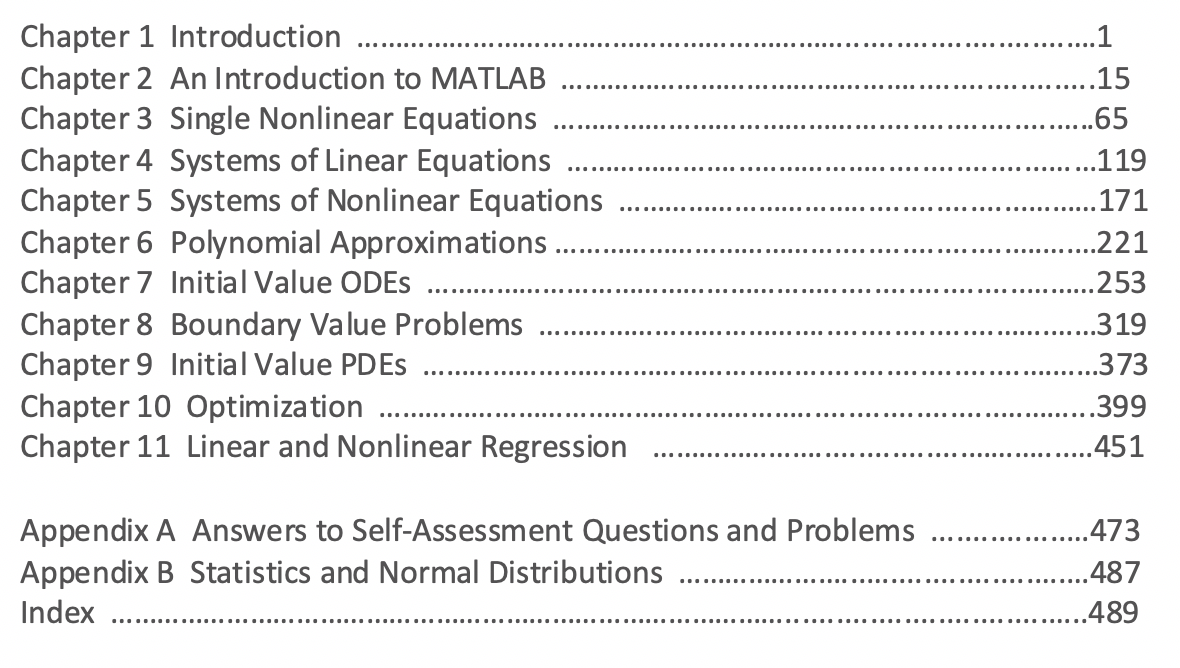 Chapter 1 Introduction ................................................................1
Chapter 2 An Introduction to MATLAB ................................................................15
Chapter 3 Single Nonlinear Equations ................................................................65
Chapter 4 Systems of Linear Equations ................................................................119
Chapter 5 Systems of Nonlinear Equations ................................................................171
Chapter 6 Polynomial Approximations ................................................................221
Chapter 7 Initial Value ODEs ................................................................253
Chapter 8 Boundary Value Problems ................................................................319
Chapter 9 Initial Value PDEs ................................................................373
Chapter 10 Optimization ................................................................399
Chapter 11 Linear and Nonlinear Regression ................................................................451
Appendix A Answers to Self-Assessment Questions and Problems ....................473
Appendix B Statistics and Normal Distributions ................................................487
Index ................................................................489